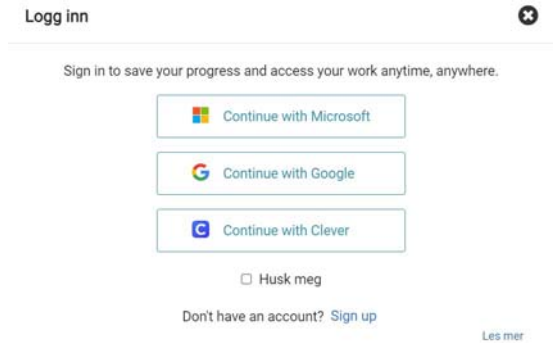 Logg inn
Sign in to save your progress and access your work anytime, anywhere.
Continue with Microsoft
Continue with Google
Continue with Clever
Husk meg
Don't have an account? Sign up
Les mer